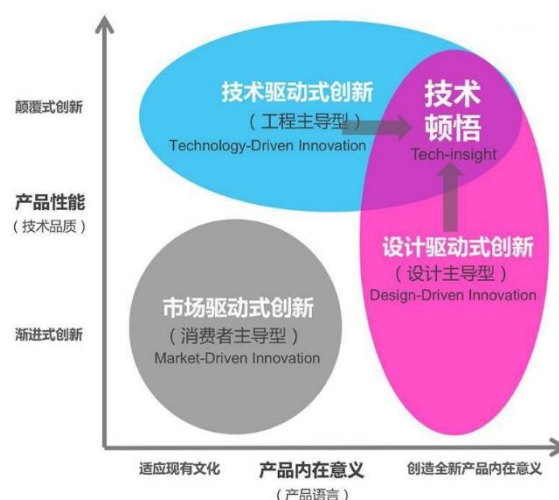 颠覆式创新
产品性能
（技术品质）
渐进式创新
技术驱动式创新
（工程主导型）
Technology-Driven Innovation
技术
顿悟
Tech-insight
设计驱动式创新
（设计主导型）
Design-Driven Innovation
市场驱动式创新
（消费者主导型）
Market-Driven Innovation
适应现有文化
产品内在意义
（产品语言）
创造全新产品内在意义